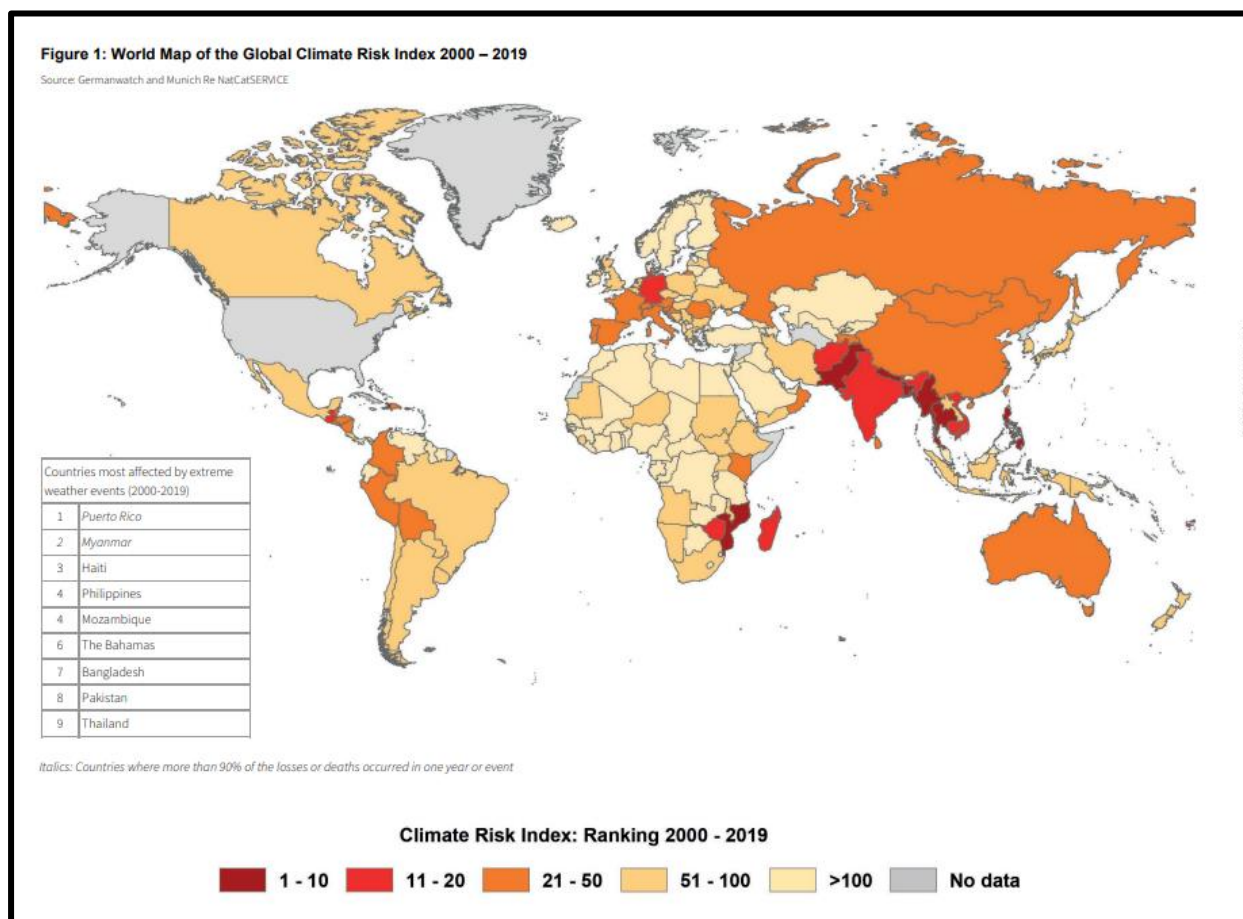 Figure 1: World Map of the Global Climate Risk Index 2000 – 2019
Source: Germanwatch and Munich Re NatCatSERVICE
Countries most affected by extreme
weather events (2000-2019)
1 Puerto Rico
2 Myanmar
3 Haiti
4 Philippines
4 Mozambique
6 The Bahamas
7 Bangladesh
8 Pakistan
9 Thailand
Italics: Countries where more than 90% of the losses or deaths occurred in one year or event
Climate Risk Index: Ranking 2000 - 2019
1 - 10 11 - 20 21 - 50 51 - 100 >100 No data